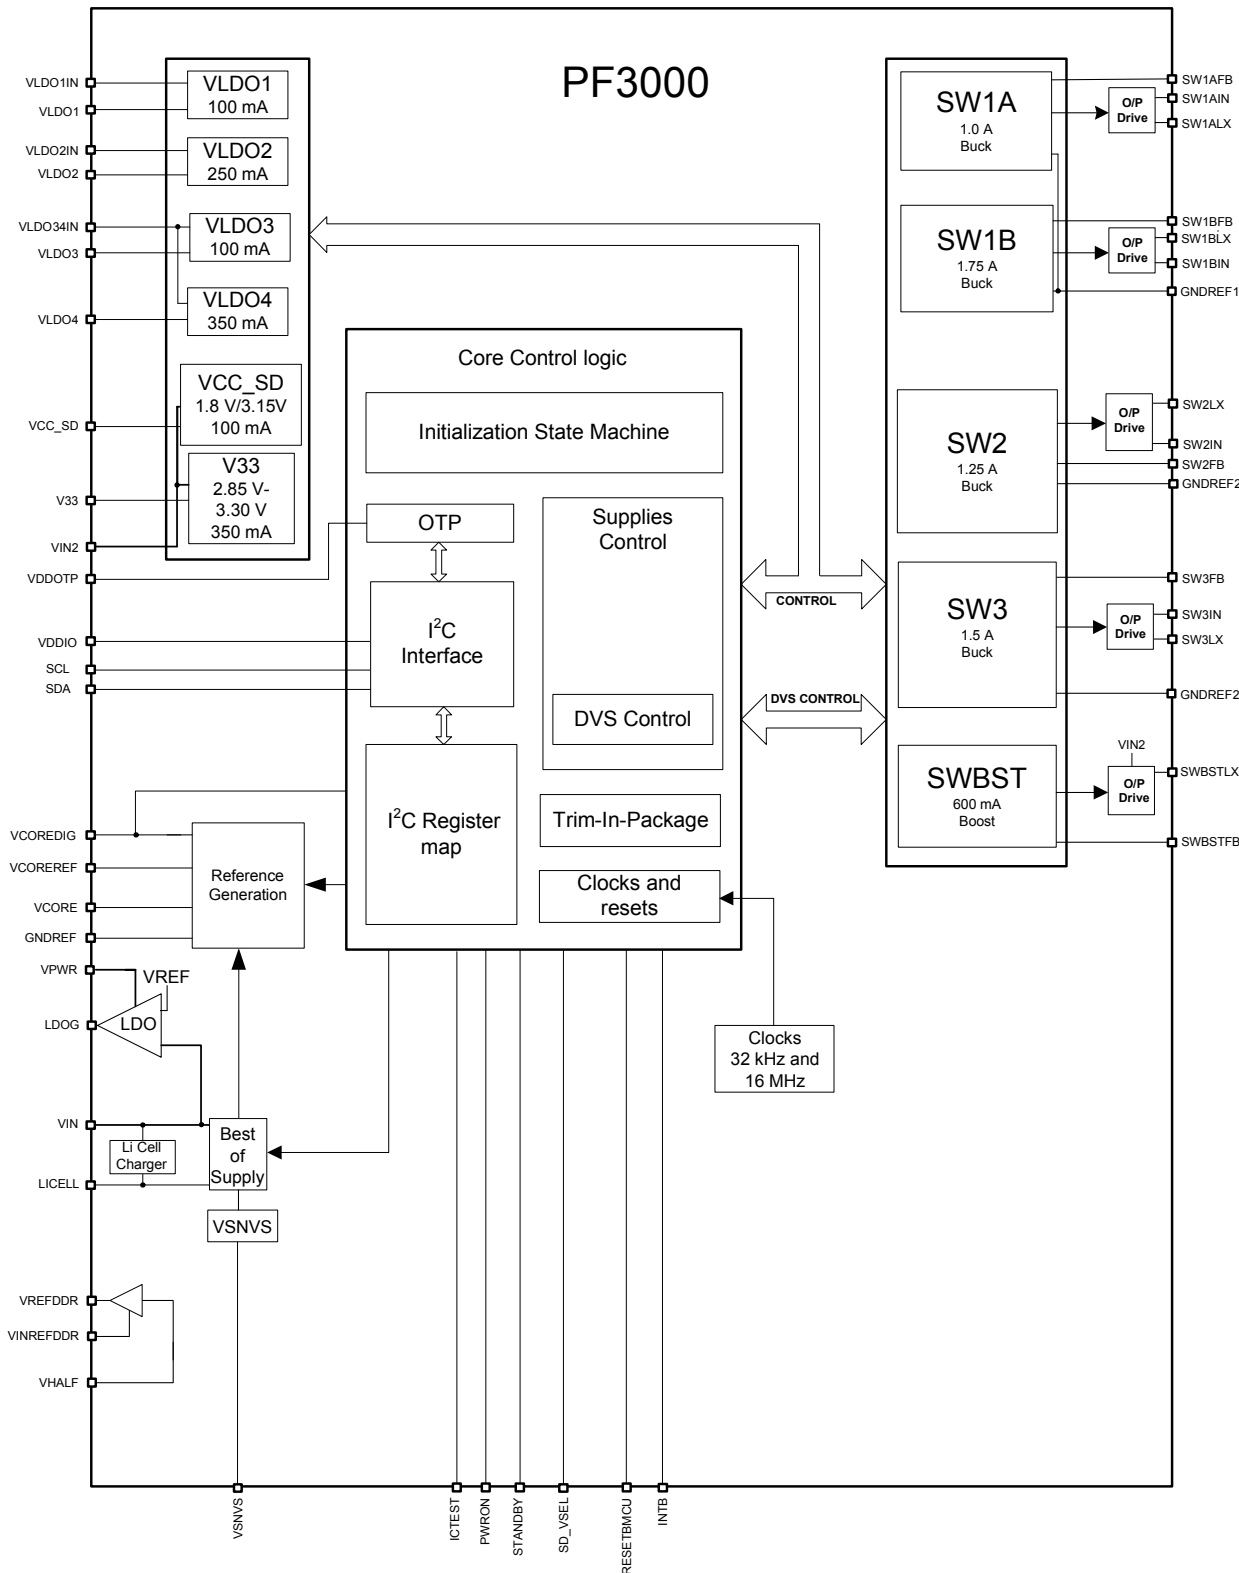 PF3000
VLDO1IN
VLDO1
VLDO2IN
VLDO2
VLDO34IN
VLDO3
VLDO4
VCC_SD
V33
VIN2
VDDOTP
VDDIO
SCL
SDA
VCOREDIG
VCOREREF
VCORE
GNDREF
VPWR
LDOG
VIN
LICELL
VREFDDR
VINREFDDR
VHALF
VLDO1
100 mA
VLDO2
250 mA
VLDO3
100 mA
VLDO4
350 mA
VCC_SD
1.8 V/3.15V
100 mA
V33
2.85 V-
3.30 V
350 mA
Core Control logic
Initialization State Machine
OTP
I²C
Interface
I²C Register
map
Supplies
Control
DVS Control
Trim-In-Package
Clocks and
resets
Reference
Generation
VREF
LDO
Li Cell
Charger
Best
of
Supply
VSNVS
Clocks
32 kHz and
16 MHz
CONTROL
DVS CONTROL
SW1A
1.0 A
Buck
SW1B
1.75 A
Buck
SW2
1.25 A
Buck
SW3
1.5 A
Buck
SWBST
600 mA
Boost
O/P
Drive
O/P
Drive
O/P
Drive
O/P
Drive
VIN2
O/P
Drive
SW1AFB
SW1AIN
SW1ALX
SW1BFB
SW1BLX
SW1BIN
GNDREF1
SW2LX
SW2IN
SW2FB
GNDREF2
SW3FB
SW3IN
SW3LX
GNDREF2
SWBSTLX
SWBSTFB
VSNVS
ICTEST
PWRON
STANDBY
SD_VSEL
RESETBMCU
INTB